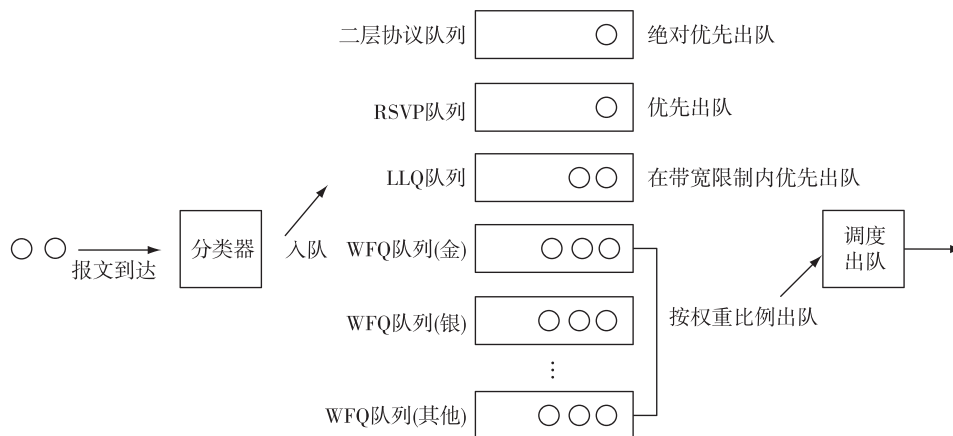 二层协议队列
绝对优先出队
RSVP队列
优先出队
LLQ队列
在带宽限制内优先出队
报文到达
分类器
入队
WFQ队列(金)
WFQ队列(银)
⋮
WFQ队列(其他)
按权重比例出队
调度
出队